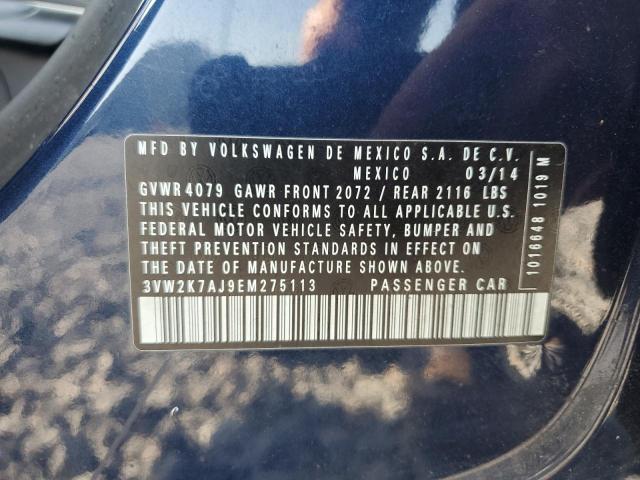 MFD BY VOLKSWAGEN DE MEXICO S.A. DE C.V.
MEXICO 03/14
GVWR 4079 GAWR FRONT 2072 / REAR 2116 LBS
THIS VEHICLE CONFORMS TO ALL APPLICABLE U.S.
FEDERAL MOTOR VEHICLE SAFETY, BUMPER AND
THEFT PREVENTION STANDARDS IN EFFECT ON
THE DATE OF MANUFACTURE SHOWN ABOVE.
3VW2K7AJ9EM275113 PASSENGER CAR
1016648 1019 M